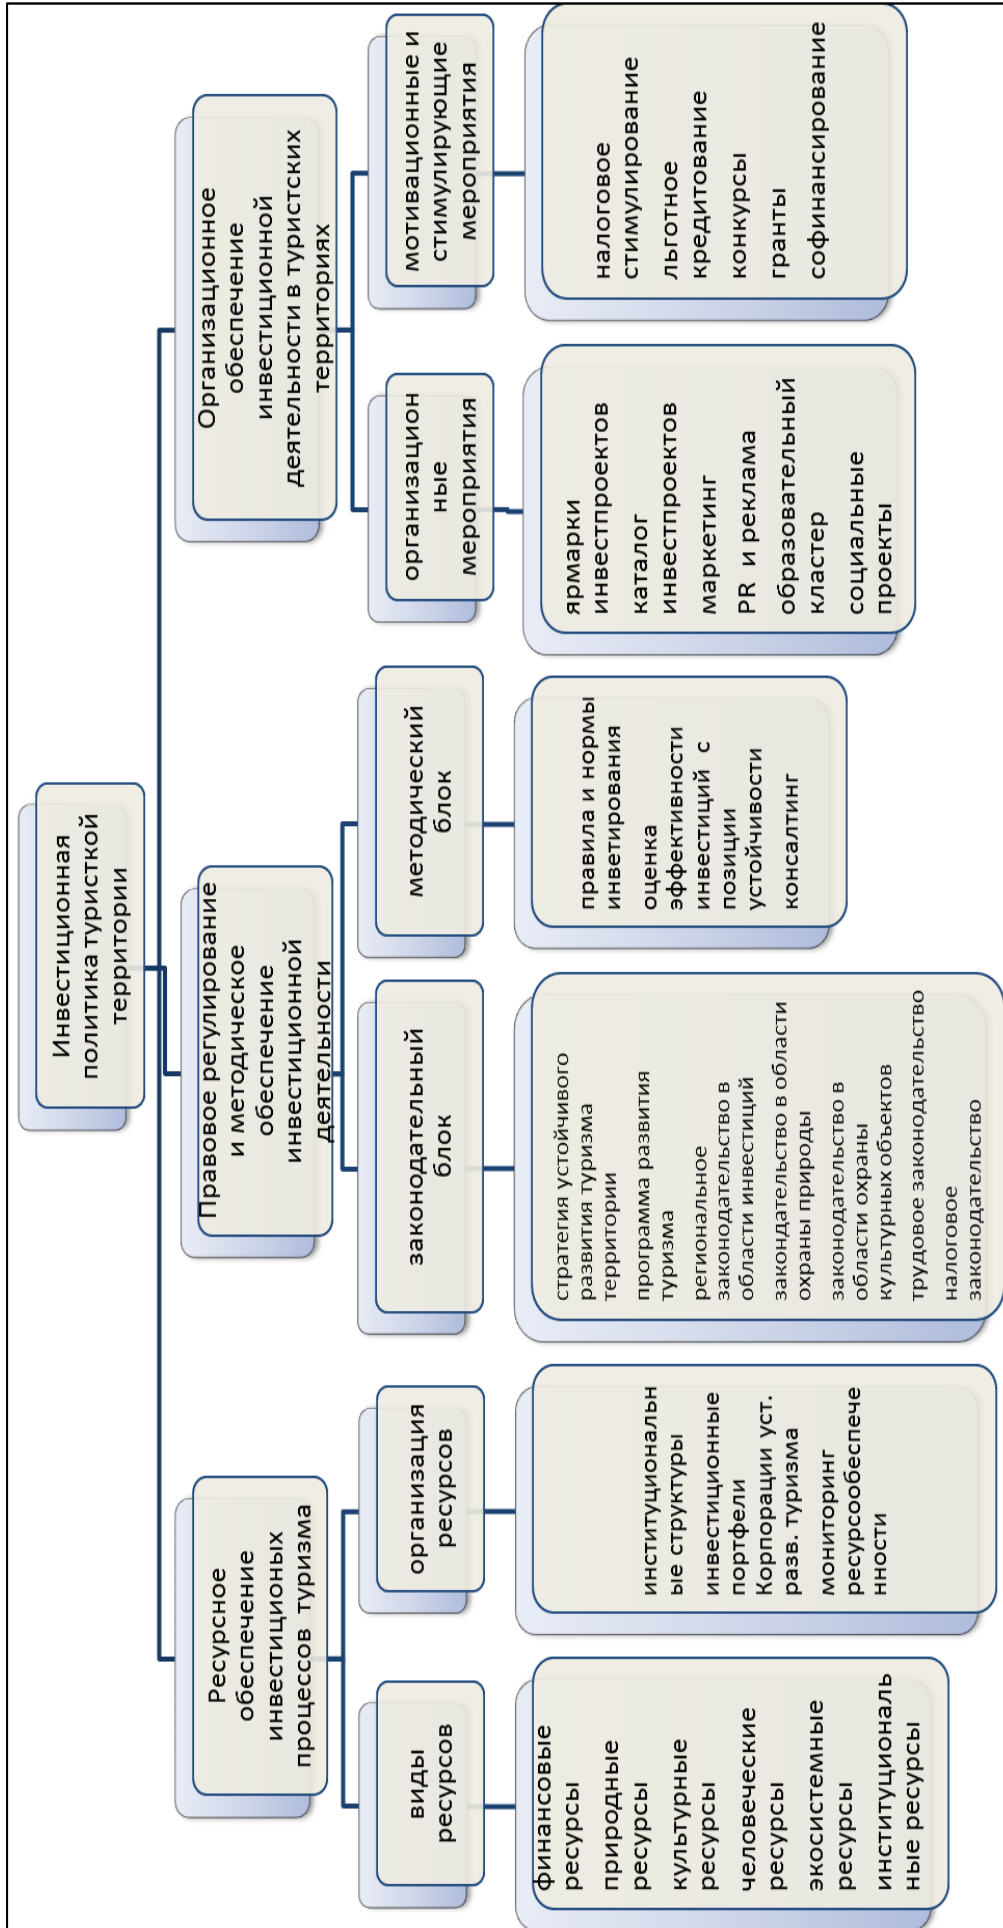 Инвестиционная
политика туристкой
территории
Ресурсное
обеспечение
инвестиционых
процессов туризма
Правовое регулирование
и методическое
обеспечение
инвестиционной
деятельности
Организационное
обеспечение
инвестиционной
деятельности в туристских
территориях
виды
ресурсов
организация
ресурсов
законодательный
блок
методический
блок
организацион
ные
мероприятия
мотивационные и
стимулирующие
мероприятия
финансовые
ресурсы
природные
ресурсы
культурные
ресурсы
человеческие
ресурсы
экосистемные
ресурсы
институциональ
ные ресурсы
институциональн
ые структуры
инвестиционные
портфели
Корпорации уст.
разв. туризма
мониторинг
ресурсообеспече
нности
стратегия устойчивого
развития туризма
территории
программа развития
туризма
региональное
законодательство в
области инвестиций
закондательство в области
охраны природы
законодательство в
области охраны
культурных объектов
трудовое законодательство
налоговое
законодательство
правила и нормы
инветирования
оценка
эффективности
инвестиций с
позиции
устойчивости
консалтинг
ярмарки
инвестпроектов
каталог
инвестпроектов
маркетинг
PR и реклама
образовательный
кластер
социальные
проекты
налоговое
стимулирование
льготное
кредитование
конкурсы
гранты
софинансирование